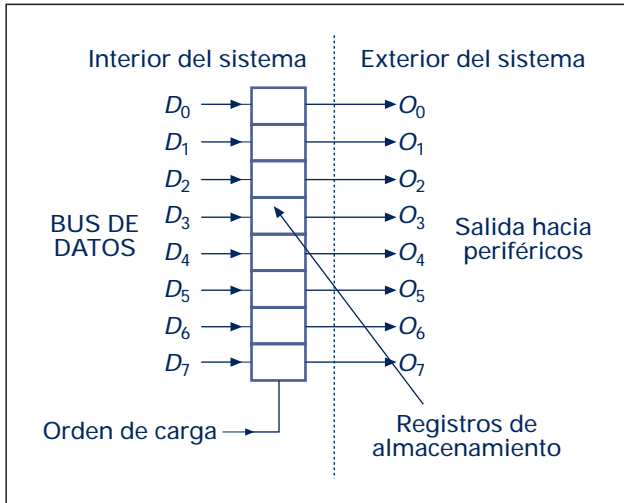 Interior del sistema Exterior del sistema
D0 O0
D1 O1
D2 O2
D3 O3
BUS DE
DATOS
Salida hacia
periféricos
D4 O4
D5 O5
D6 O6
D7 O7
Orden de carga
Registros de
almacenamiento